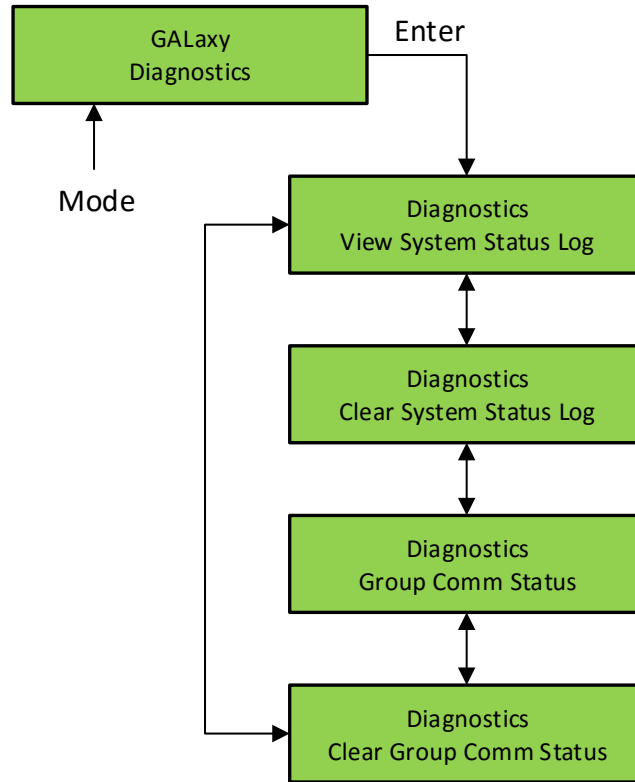 GALaxy
Diagnostics
Enter
Mode
Diagnostics
View System Status Log
Diagnostics
Clear System Status Log
Diagnostics
Group Comm Status
Diagnostics
Clear Group Comm Status